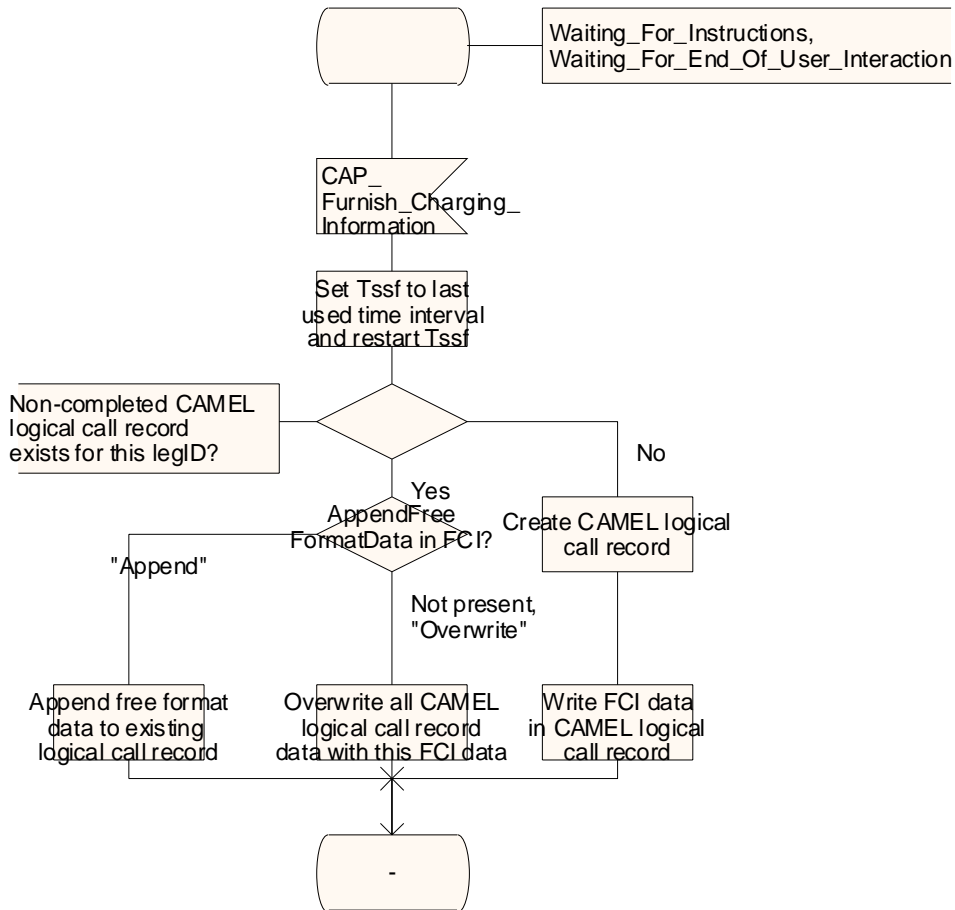 Waiting_For_Instructions,
Waiting_For_End_Of_User_Interaction
CAP_
Furnish_Charging_
Information
Set Tssf to last
used time interval
and restart Tssf
Non-completed CAMEL
logical call record
exists for this legID?
No
Yes
AppendFree
FormatData in FCI?
Create CAMEL logical
call record
"Append"
Not present,
"Overwrite"
Append free format
data to existing
logical call record
Overwrite all CAMEL
logical call record
data with this FCI data
Write FCI data
in CAMEL logical
call record
-